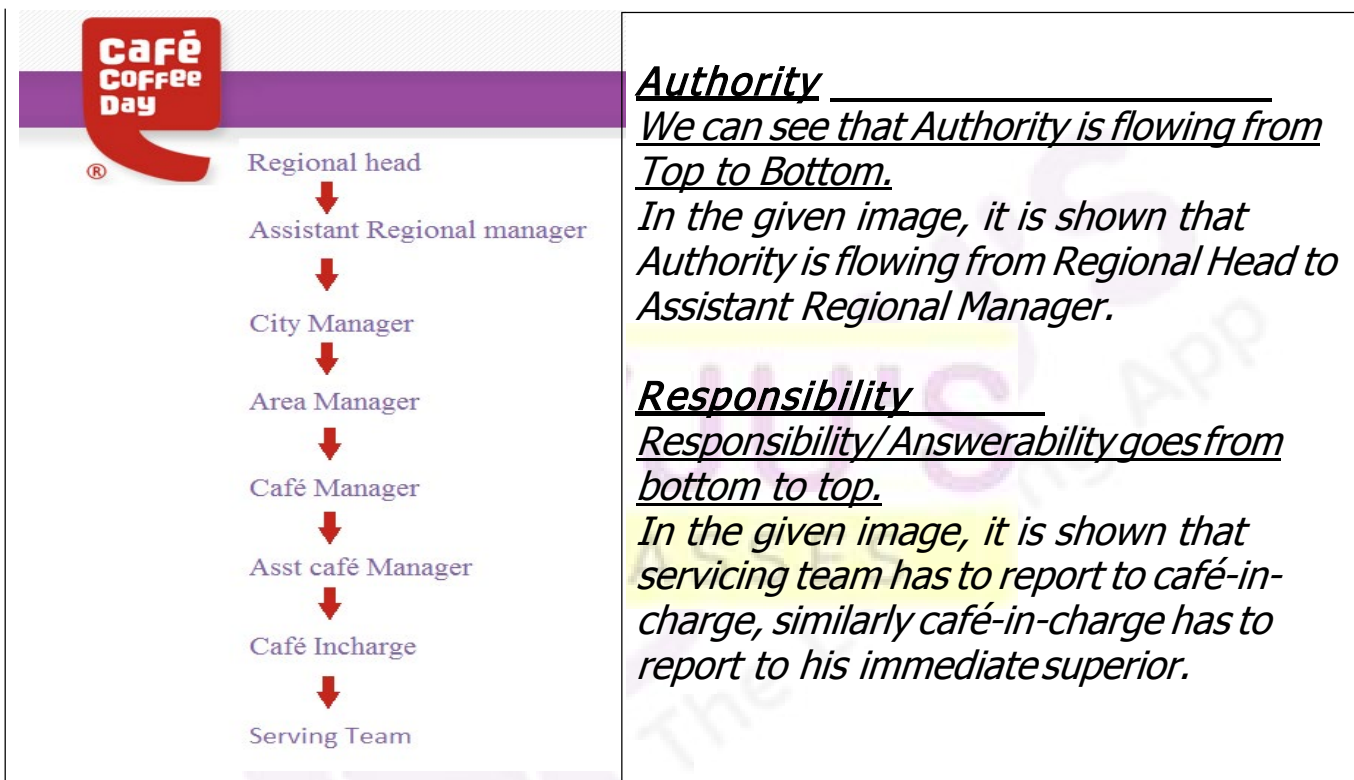 Café
Coffee
Day
®
Regional head
Assistant Regional manager
City Manager
Area Manager
Café Manager
Asst café Manager
Café Incharge
Serving Team
Authority
We can see that Authority is flowing from
Top to Bottom.
In the given image, it is shown that
Authority is flowing from Regional Head to
Assistant Regional Manager.
Responsibility
Responsibility/Answerability goes from
bottom to top.
In the given image, it is shown that
servicing team has to report to café-in-
charge, similarly café-in-charge has to
report to his immediate superior.